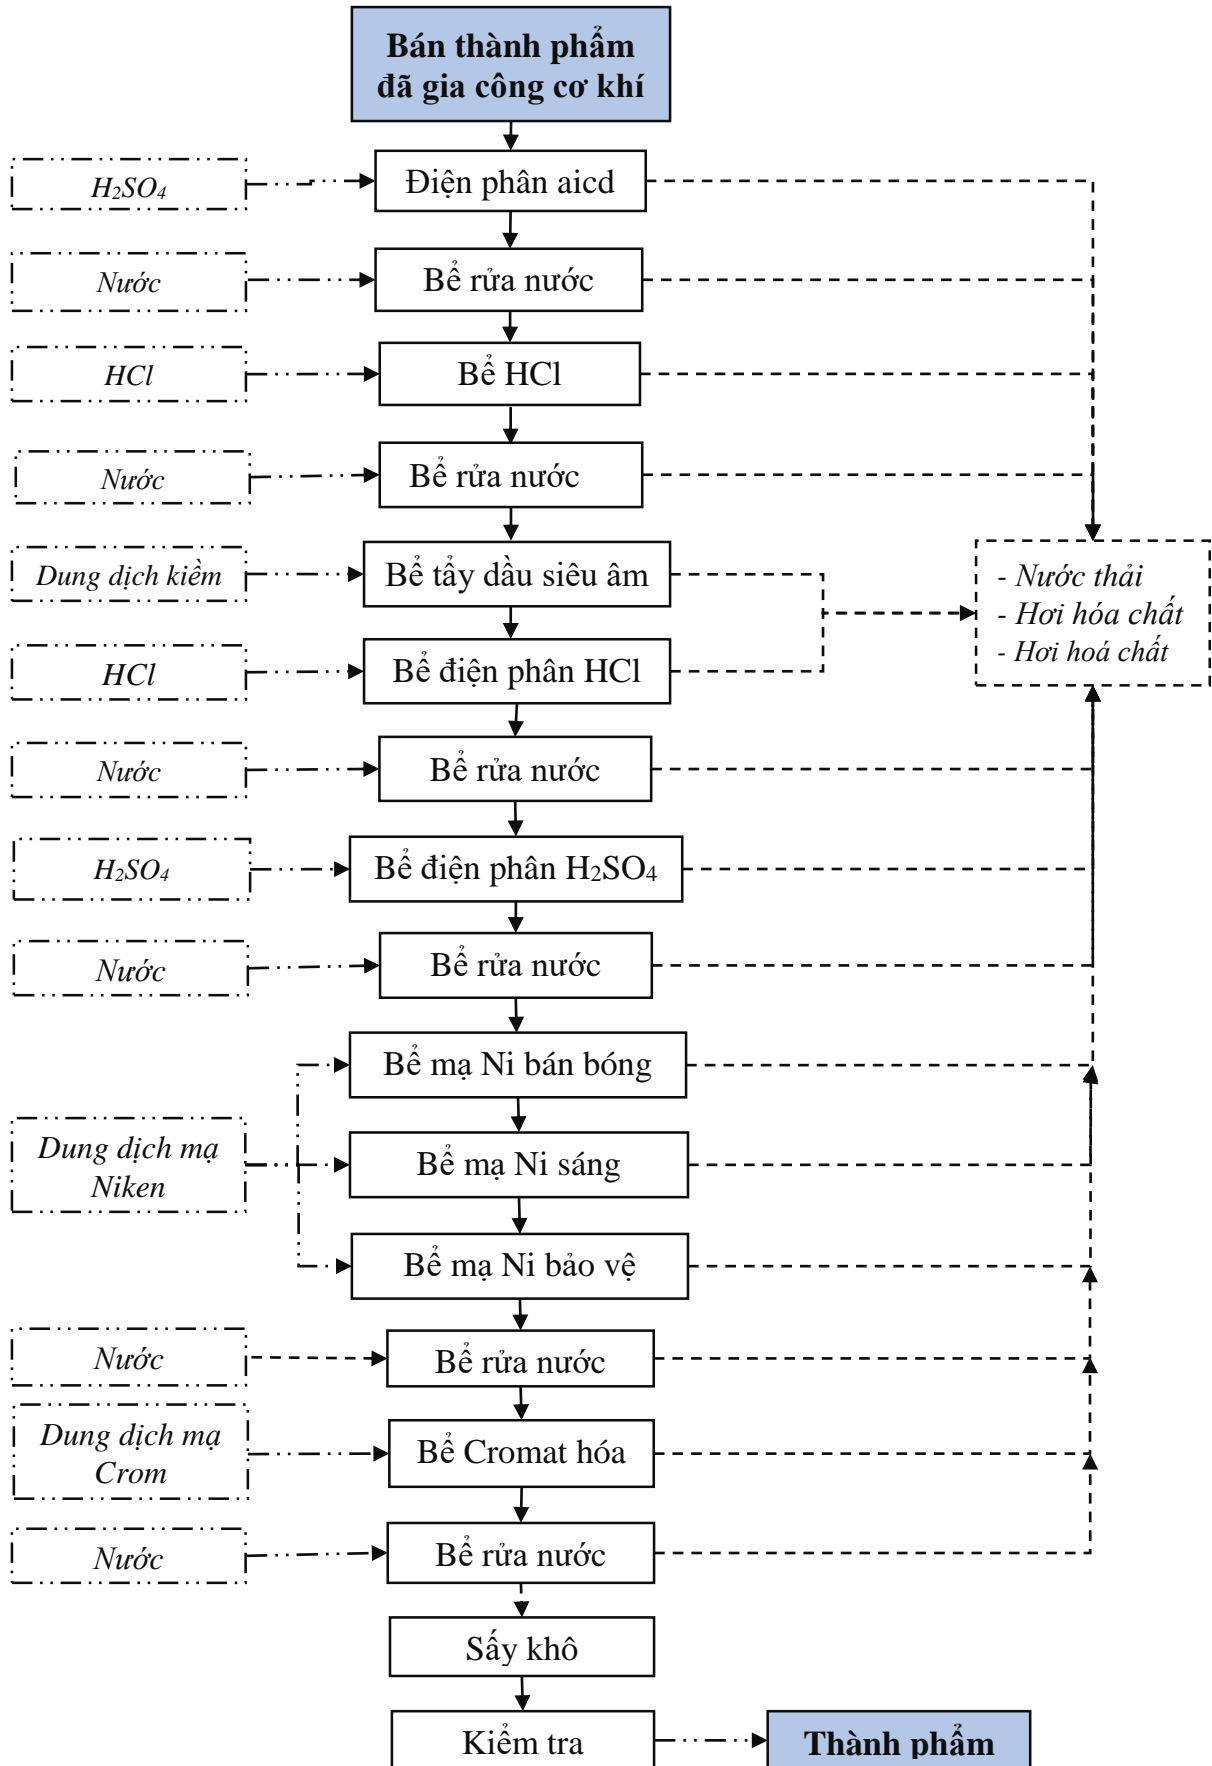 Bán thành phẩm
đã gia công cơ khí
H₂SO₄
Điện phân aicd
Nước
Bể rửa nước
HCl
Bể HCl
Nước
Bể rửa nước
Dung dịch kiềm
Bể tẩy dầu siêu âm
- Nước thải
- Hơi hóa chất
- Hơi hoá chất
HCl
Bể điện phân HCl
Nước
Bể rửa nước
H₂SO₄
Bể điện phân H₂SO₄
Nước
Bể rửa nước
Bể mạ Ni bán bóng
Dung dịch mạ
Niken
Bể mạ Ni sáng
Bể mạ Ni bảo vệ
Nước
Bể rửa nước
Dung dịch mạ
Crom
Bể Cromat hóa
Nước
Bể rửa nước
Sấy khô
Kiểm tra
Thành phẩm